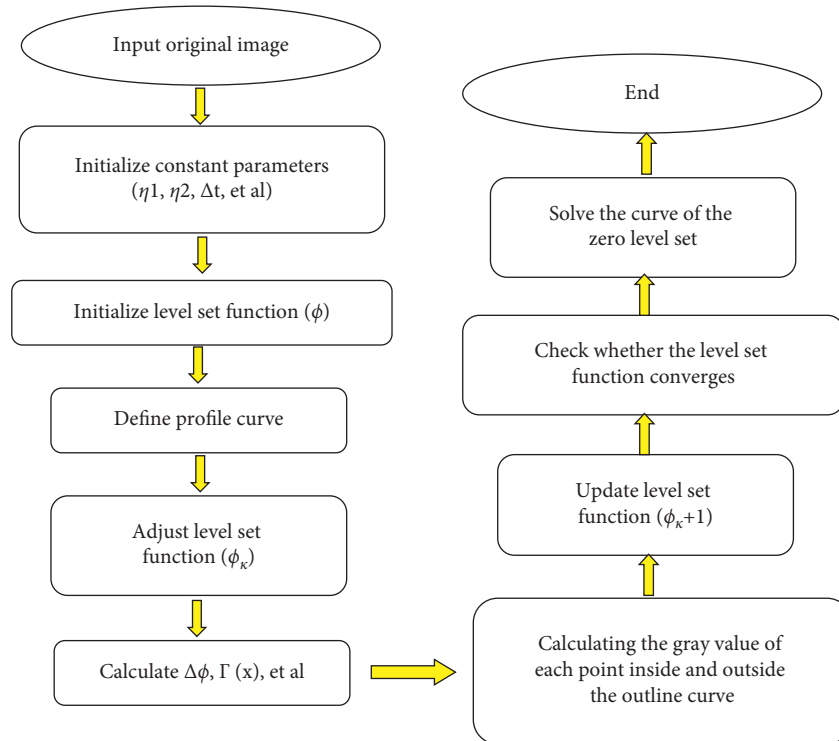 Input original image
Initialize constant parameters
(η1, η2, Δt, et al)
Initialize level set function (ϕ)
Define profile curve
Adjust level set
function (ϕκ)
Calculate Δϕ, Γ (x), et al
Calculating the gray value of
each point inside and outside
the outline curve
Update level set
function (ϕκ+1)
Check whether the level set
function converges
Solve the curve of the
zero level set
End